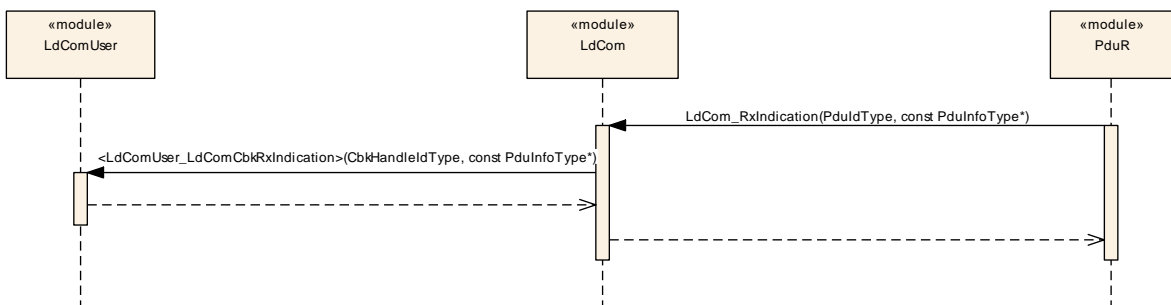 «module»
LdComUser
«module»
LdCom
«module»
PduR
LdCom_RxIndication(PduIdType, const PduInfoType*)
<LdComUser_LdComCbkRxIndication>(CbkHandleIdType, const PduInfoType*)